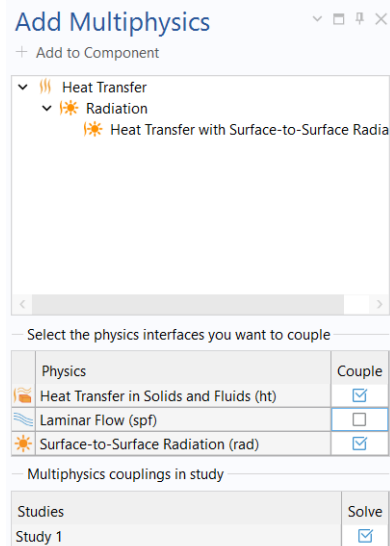 Add Multiphysics
+ Add to Component
Heat Transfer
Radiation
Heat Transfer with Surface-to-Surface Radia
Select the physics interfaces you want to couple
Physics Couple
Heat Transfer in Solids and Fluids (ht)
Laminar Flow (spf)
Surface-to-Surface Radiation (rad)
Multiphysics couplings in study
Studies Solve
Study 1